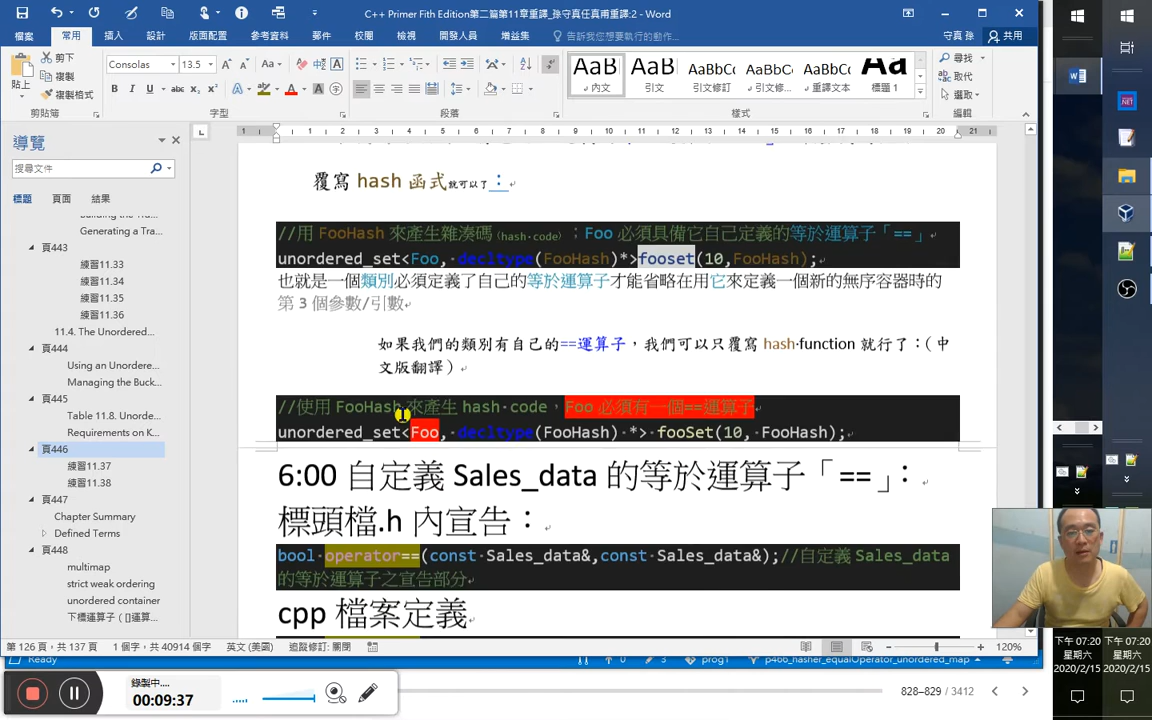 C++ Primer Fith Edition第二篇第11章重譯_孫守真任真甫重譯:2 - Word
檔案 常用 插入 設計 版面配置 參考資料 郵件 校閱 檢視 開發人員 增益集 告訴我您想要執行的動作... 守真 孫 共用
貼上 剪下 複製 複製格式 剪貼簿
Consolas 13.5 字型 段落
AaB 內文 AaB 引文 AaBbC 引文修訂 AaBbC 引文修... AaBbC 重譯文本 Aa 標題 1 樣式
尋找 取代 選取 編輯
導覽
搜尋文件
標題 頁面 結果
Building the Tra...
Generating a Tra...
頁443
練習11.33
練習11.34
練習11.35
練習11.36
11.4. The Unordered...
頁444
Using an Unordere...
Managing the Buck...
頁445
Table 11.8. Unorde...
Requirements on K...
頁446
練習11.37
練習11.38
頁447
Chapter Summary
Defined Terms
頁448
multimap
strict weak ordering
unordered container
下標運算子（[]運算...
覆寫 hash 函式就可以了：
//用 FooHash 來產生雜湊碼（hash·code）；Foo 必須具備它自己定義的等於運算子「==」
unordered_set<Foo, decltype(FooHash)*>fooset(10,FooHash);
也就是一個類別必須定義了自己的等於運算子才能省略在用它來定義一個新的無序容器時的
第 3 個參數/引數
如果我們的類別有自己的==運算子，我們可以只覆寫 hash·function 就行了：（中
文版翻譯）
//使用 FooHash 來產生 hash·code，Foo 必須有一個==運算子
unordered_set<Foo, decltype(FooHash) *> fooSet(10, FooHash);
6:00 自定義 Sales_data 的等於運算子「==」：
標頭檔.h 內宣告：
bool operator==(const Sales_data&,const Sales_data&);//自定義 Sales_data
的等於運算子之宣告部分
cpp 檔案定義
第 126 頁，共 137 頁 1 個字，共 40914 個字 英文 (美國) 追蹤修訂: 關閉 120%
Ready 0 3 prog1 p466_hasher_equalOperator_unordered_map
錄製中...
00:09:37
828–829 / 3412
下午 07:20 下午 07:20
星期六 星期六
2020/2/15 2020/2/15